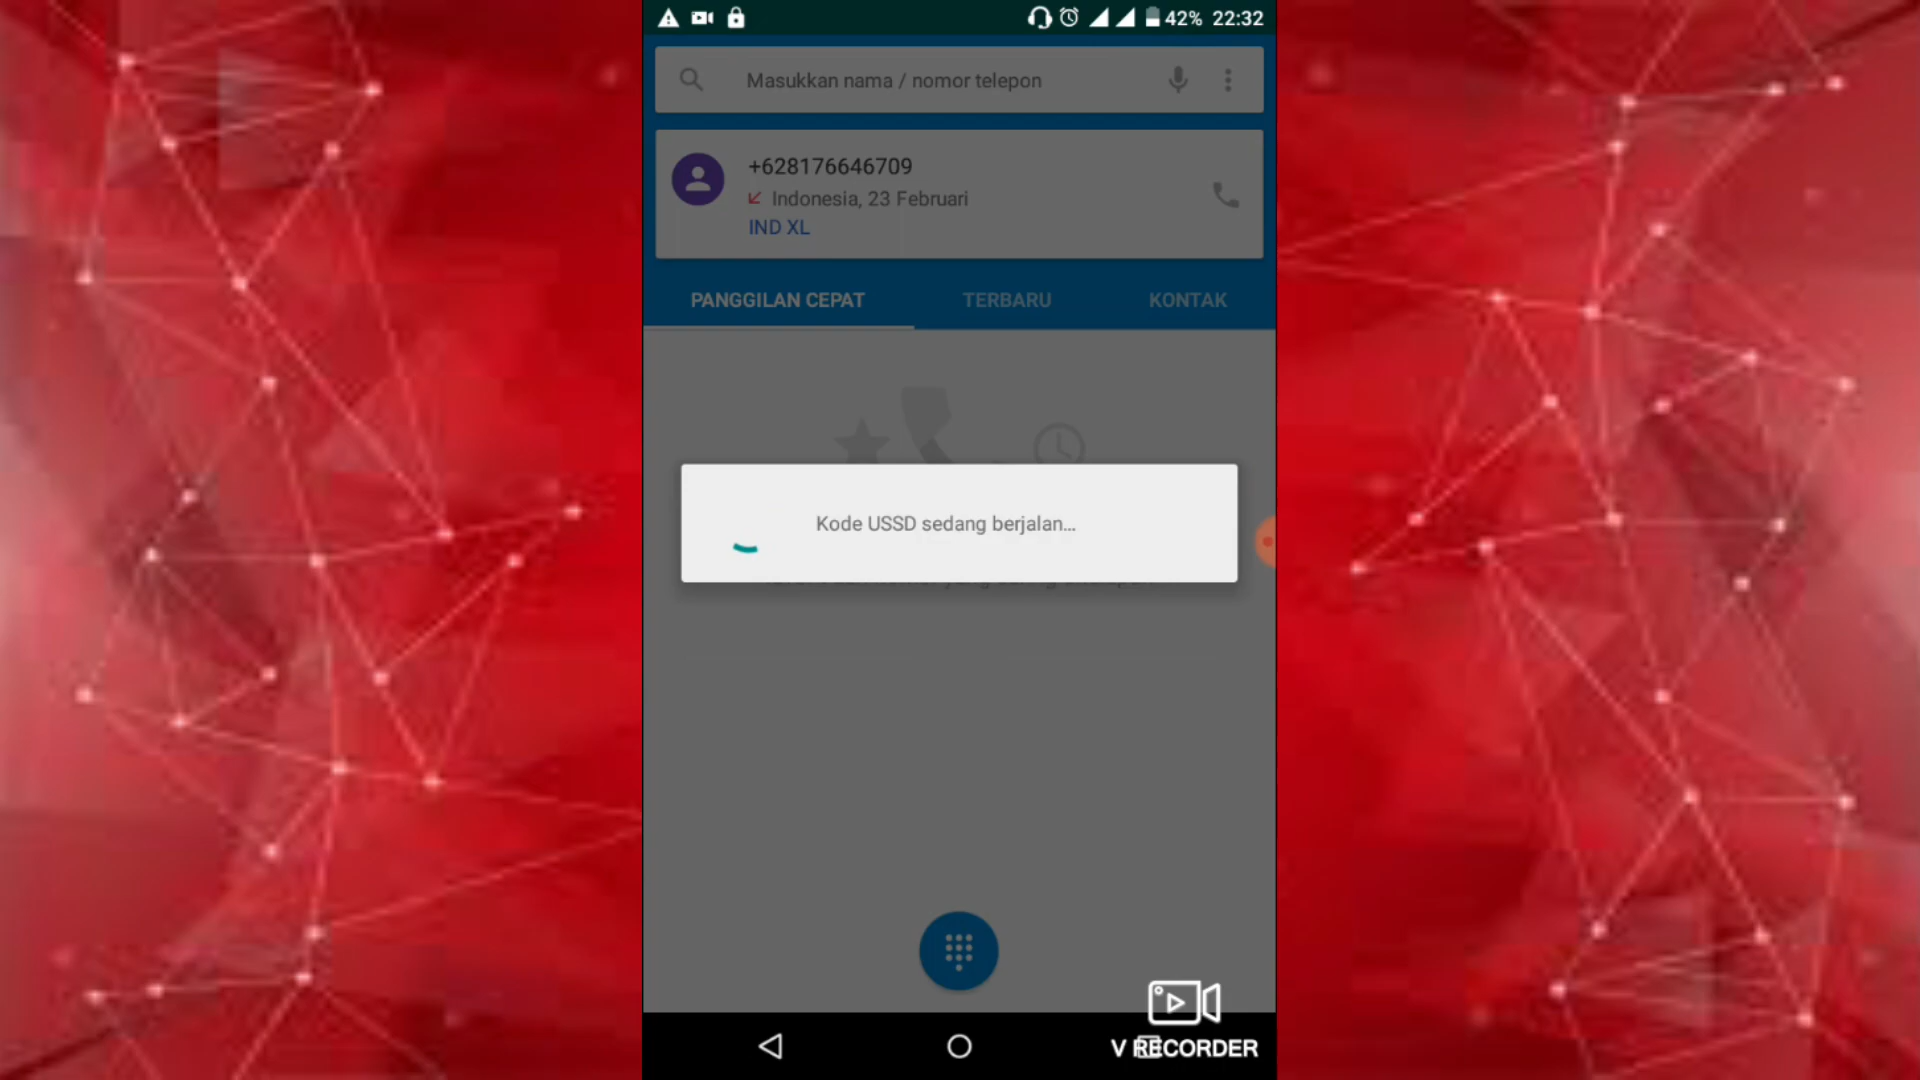 42% 22:32
Masukkan nama / nomor telepon
+628176646709
Indonesia, 23 Februari
IND XL
PANGGILAN CEPAT TERBARU KONTAK
Kode USSD sedang berjalan...
V RECORDER